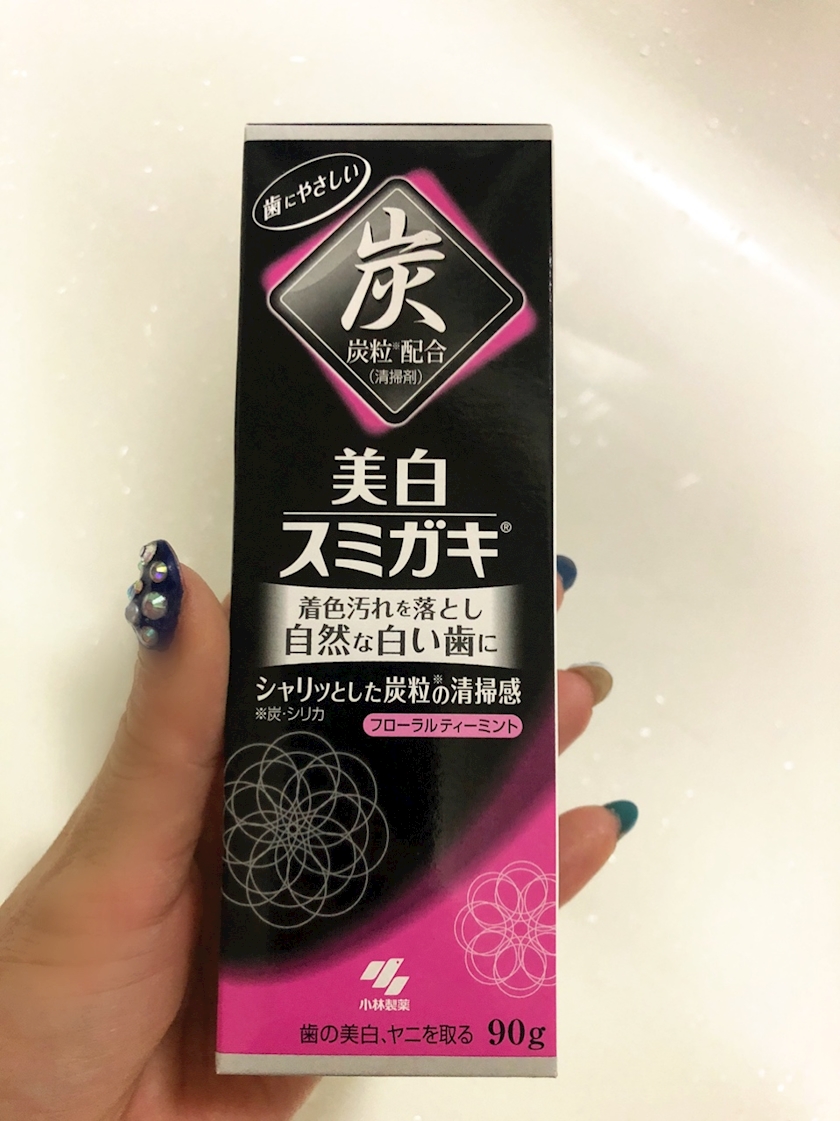 歯にやさしい
炭
炭粒※配合
(清掃剤)
美白
スミガキ®
着色汚れを落とし
自然な白い歯に
シャリッとした炭粒※の清掃感
※炭・シリカ
フローラルティーミント
小林製薬
歯の美白、ヤニを取る 90g